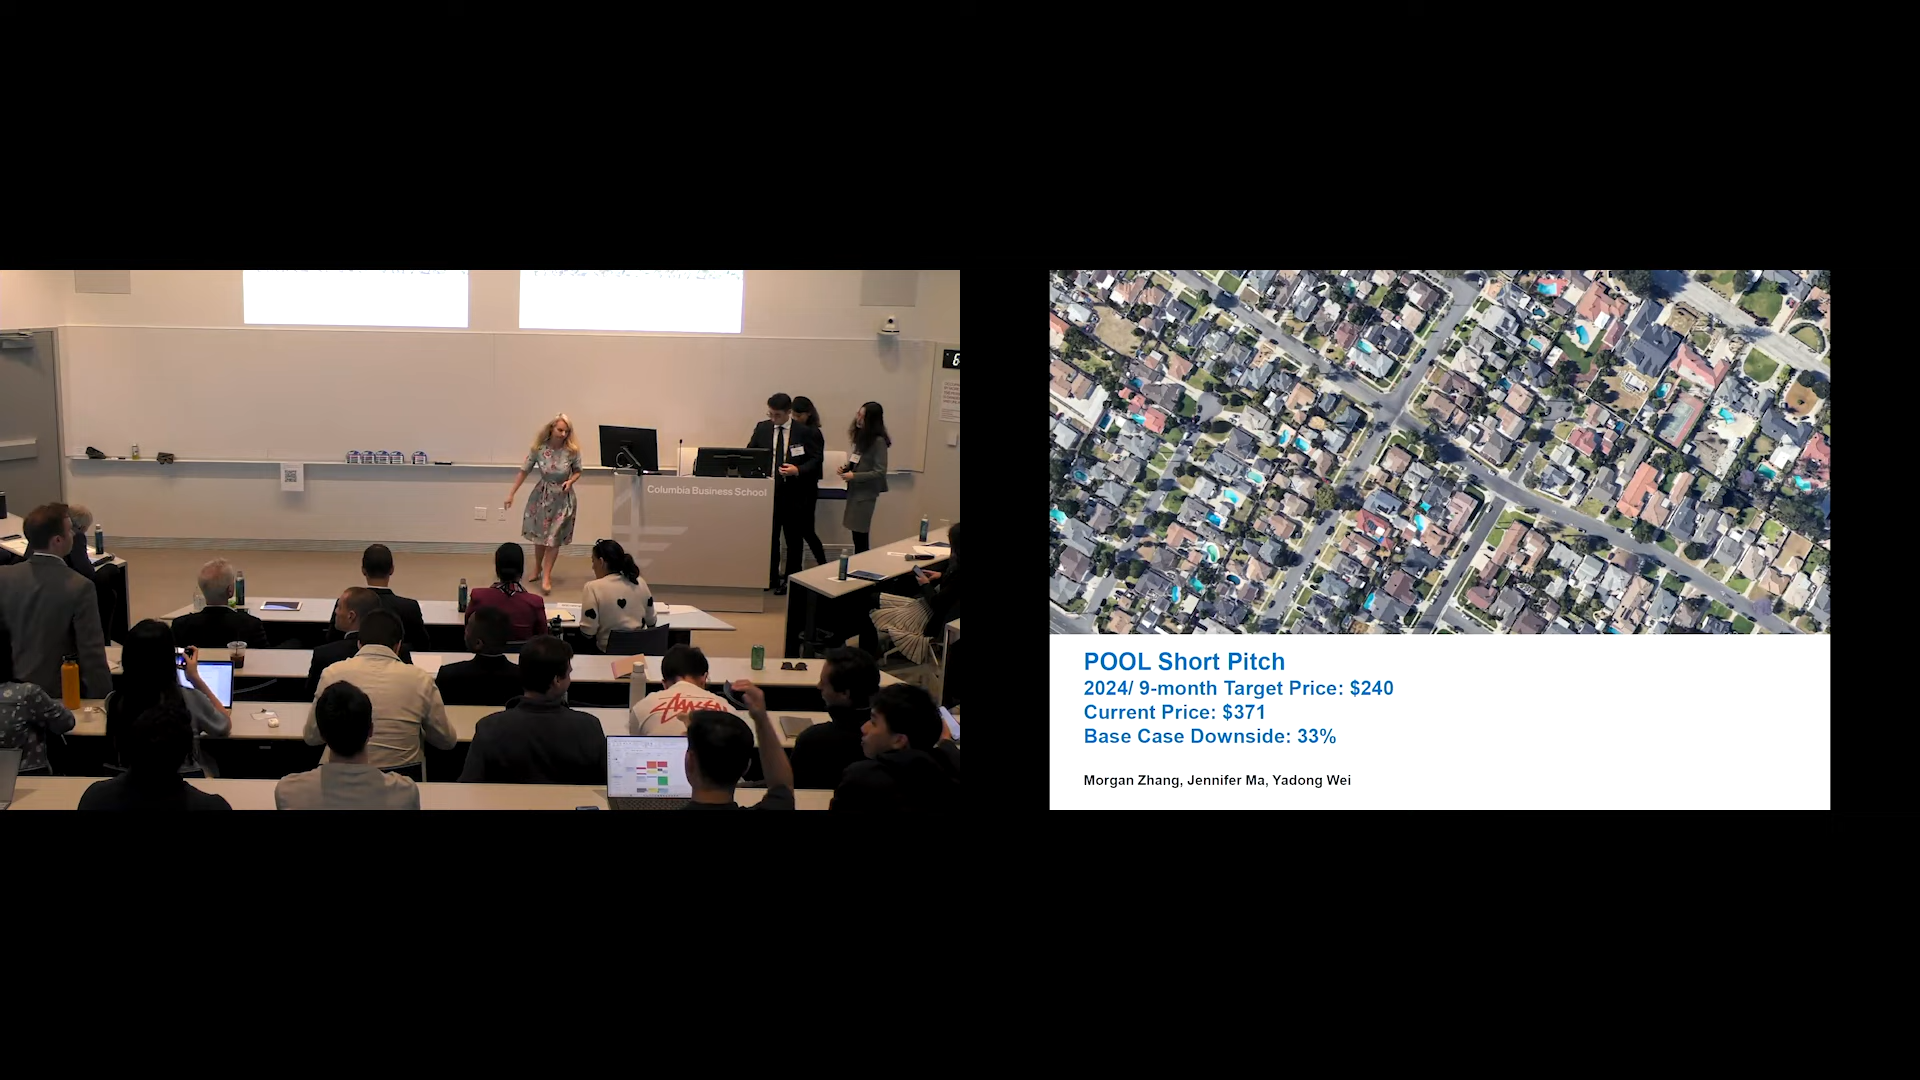 Columbia Business School
POOL Short Pitch
2024/ 9-month Target Price: $240
Current Price: $371
Base Case Downside: 33%
Morgan Zhang, Jennifer Ma, Yadong Wei